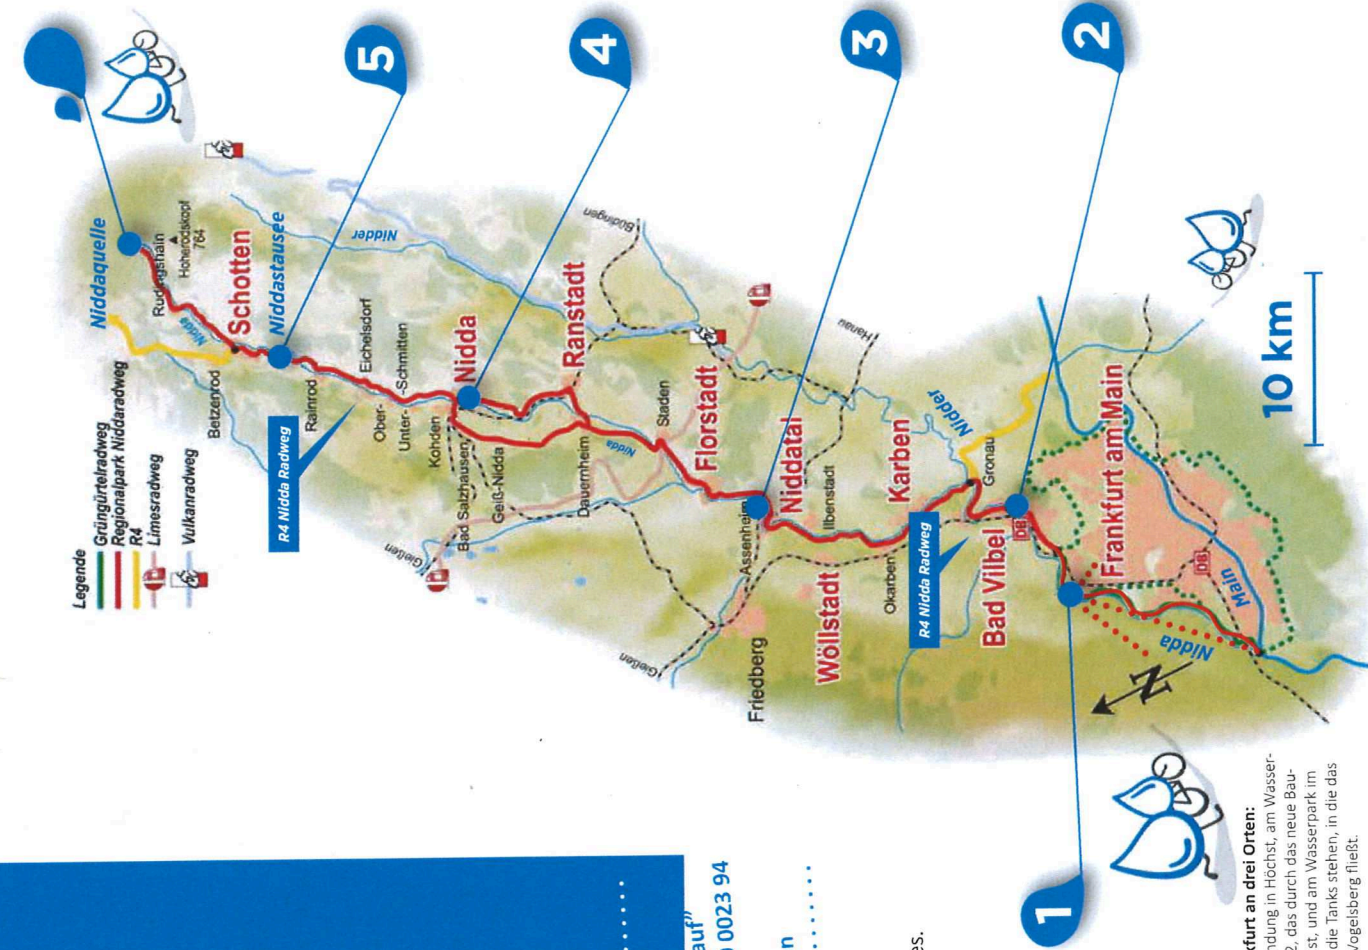 Legende
Grüngürtelradweg
Regionalpark Niddaradweg
R4
Limesradweg
Vulkanradweg
Niddaquelle
Rudingshain
Hoherodskopf
764
Nidda
Schotten
Betzenrod
Niddastausee
5
Nidder
Rainrod
R4 Nidda Radweg
Eichelsdorf
Ober-
Unter-
-Schmitten
Kohden
Nidda
4
Bad Salzhausen
Geiß-Nidda
Ranstadt
Büdingen
Gießen
Dauernheim
Nidda
Staden
Florstadt
Assenheim
Niddatal
3
Hanau
Gießen
Friedberg
Ilbenstadt
Wöllstadt
Okarben
Karben
Nidder
R4 Nidda Radweg
Gronau
Bad Vilbel
DB
2
Frankfurt am Main
DB
Main
Nidda
N
1
10 km
auf"
0023 94
n
es.
kfurt an drei Orten:
ndung in Höchst, am Wasser-
, das durch das neue Bau-
st, und am Wasserpark im
die Tanks stehen, in die das
Vogelsberg fließt.